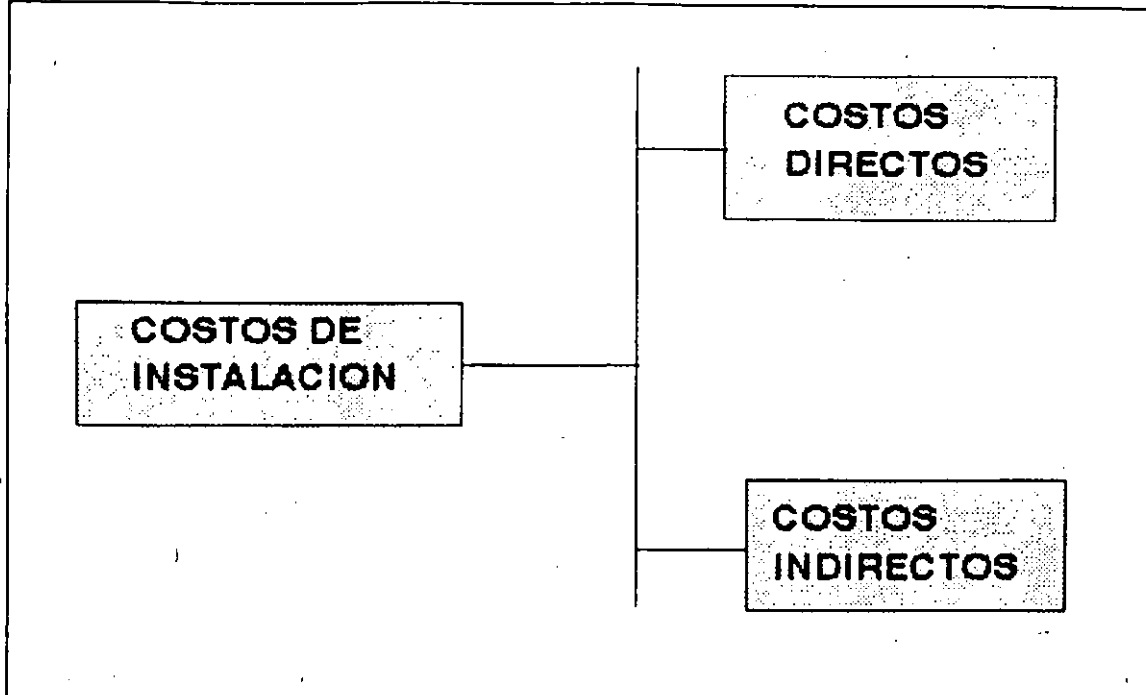 COSTOS
DIRECTOS
COSTOS DE
INSTALACION
COSTOS
INDIRECTOS